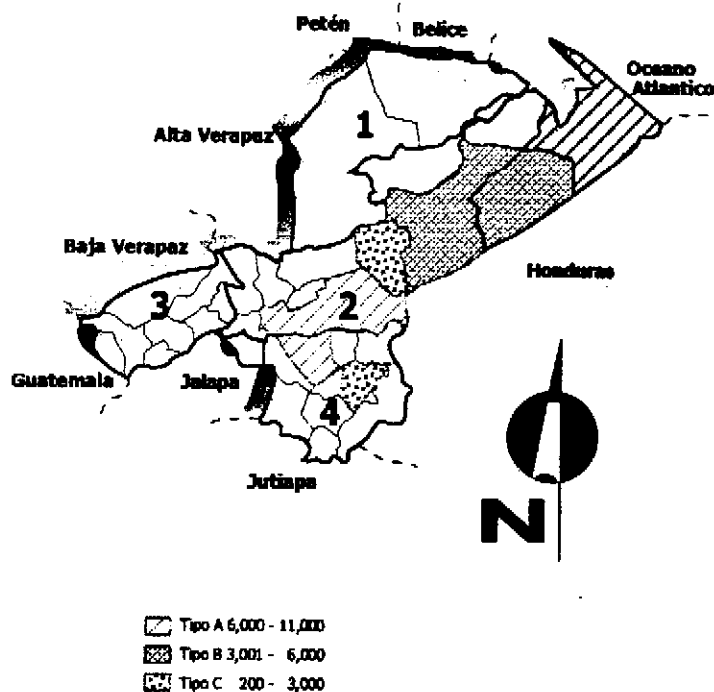 Petén
Belice
Oceano
Atlantico
1
Alta Verapaz
Baja Verapaz
Honduras
3
2
Guatemala
Jalapa
4
Jutiapa
N
Tipo A 6,000 - 11,000
Tipo B 3,001 - 6,000
Tipo C 200 - 3,000